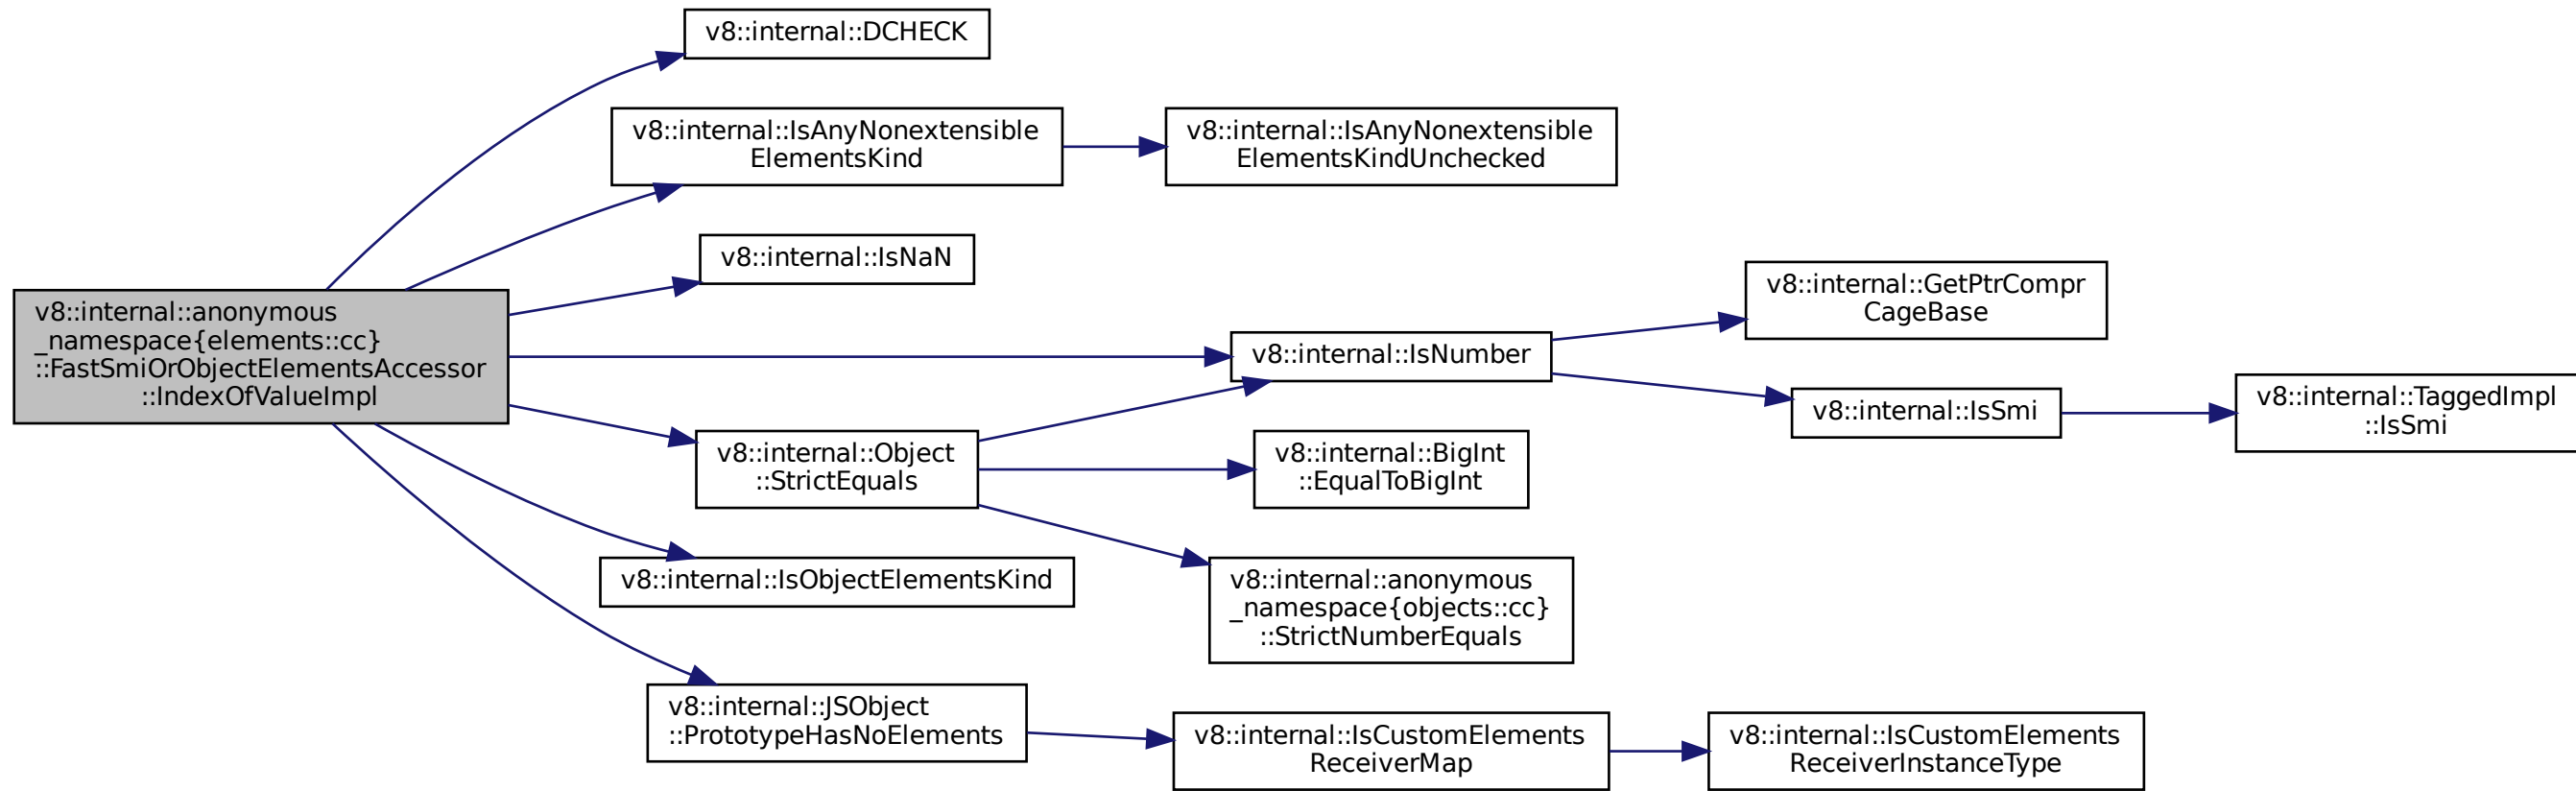 v8::internal::DCHECK
v8::internal::IsAnyNonextensible
ElementsKind
v8::internal::IsAnyNonextensible
ElementsKindUnchecked
v8::internal::IsNaN
v8::internal::GetPtrCompr
CageBase
v8::internal::anonymous
_namespace{elements::cc}
::FastSmiOrObjectElementsAccessor
::IndexOfValueImpl
v8::internal::IsNumber
v8::internal::IsSmi
v8::internal::TaggedImpl
::IsSmi
v8::internal::Object
::StrictEquals
v8::internal::BigInt
::EqualToBigInt
v8::internal::IsObjectElementsKind
v8::internal::anonymous
_namespace{objects::cc}
::StrictNumberEquals
v8::internal::JSObject
::PrototypeHasNoElements
v8::internal::IsCustomElements
ReceiverMap
v8::internal::IsCustomElements
ReceiverInstanceType